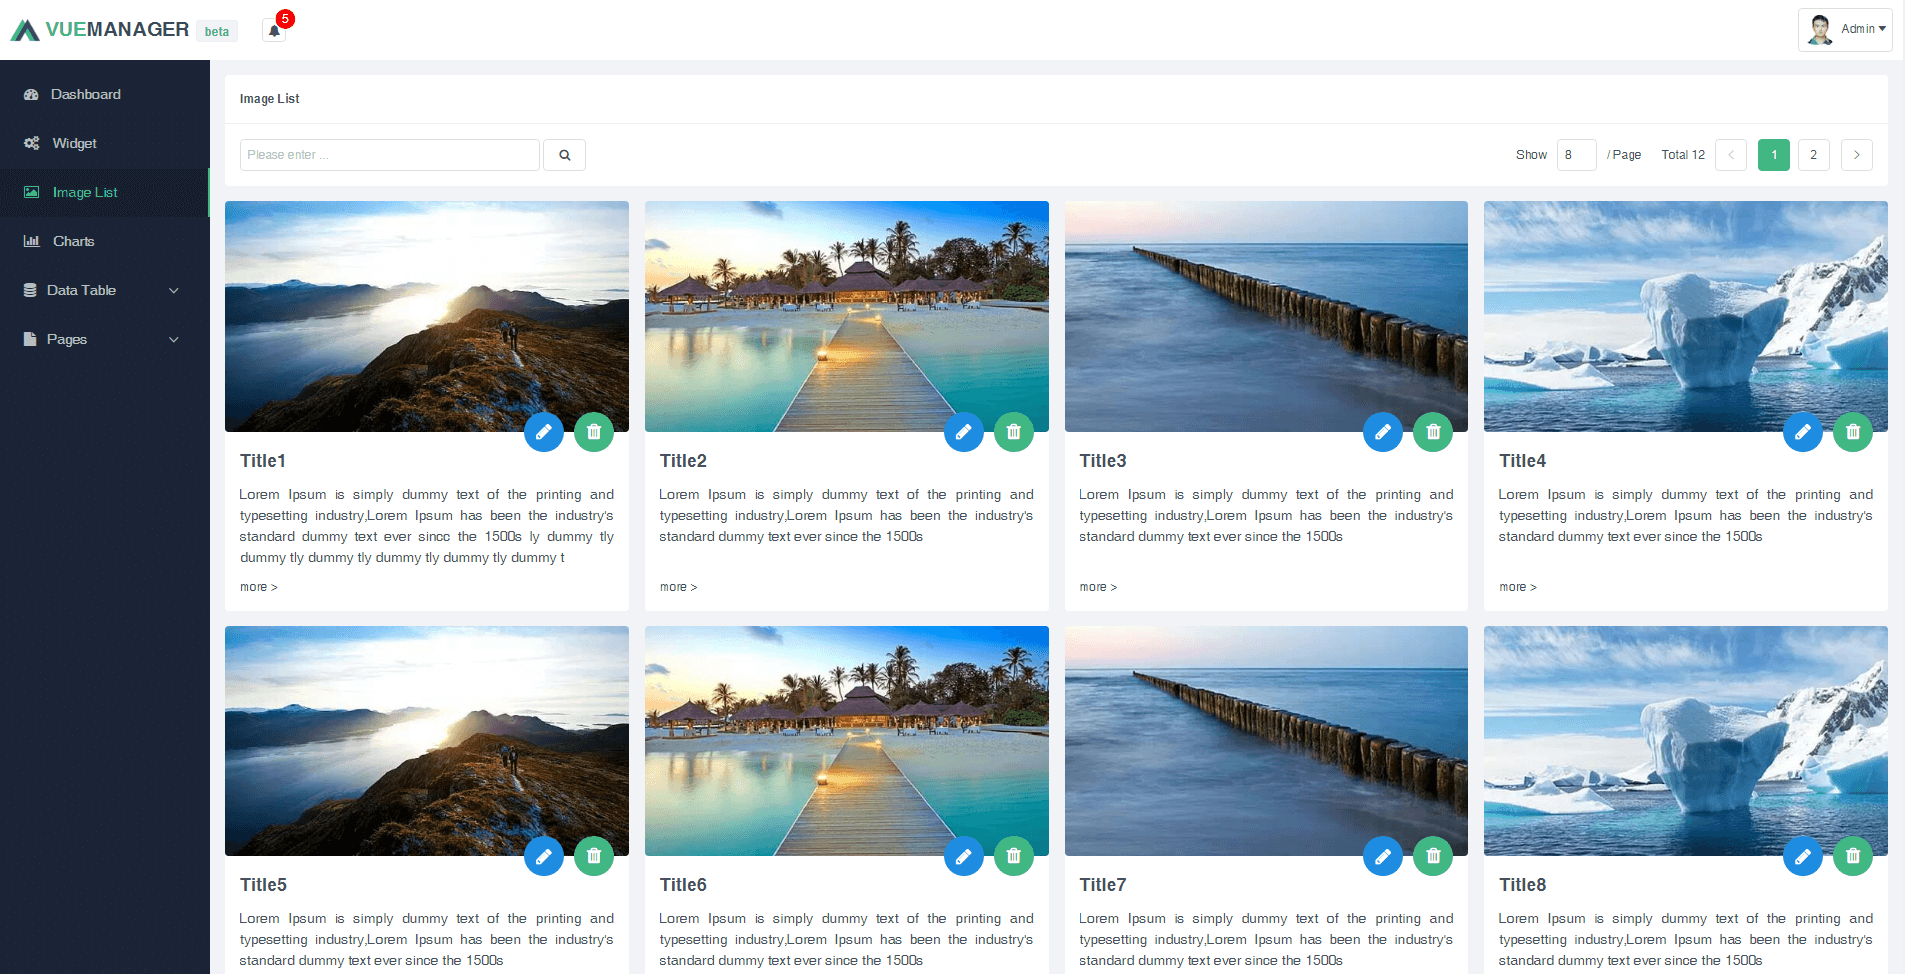 VUEMANAGER beta 5 Admin
Dashboard
Widget
Image List
Charts
Data Table
Pages
Image List
Please enter ... Show 8 / Page Total 12 1 2
Title1
Lorem Ipsum is simply dummy text of the printing and
typesetting industry,Lorem Ipsum has been the industry's
standard dummy text ever sincc the 1500s ly dummy tly
dummy tly dummy tly dummy tly dummy tly dummy t
more >
Title2
Lorem Ipsum is simply dummy text of the printing and
typesetting industry,Lorem Ipsum has been the industry's
standard dummy text ever since the 1500s
more >
Title3
Lorem Ipsum is simply dummy text of the printing and
typesetting industry,Lorem Ipsum has been the industry's
standard dummy text ever since the 1500s
more >
Title4
Lorem Ipsum is simply dummy text of the printing and
typesetting industry,Lorem Ipsum has been the industry's
standard dummy text ever since the 1500s
more >
Title5
Lorem Ipsum is simply dummy text of the printing and
typesetting industry,Lorem Ipsum has been the industry's
standard dummy text ever since the 1500s
Title6
Lorem Ipsum is simply dummy text of the printing and
typesetting industry,Lorem Ipsum has been the industry's
standard dummy text ever since the 1500s
Title7
Lorem Ipsum is simply dummy text of the printing and
typesetting industry,Lorem Ipsum has been the industry's
standard dummy text ever since the 1500s
Title8
Lorem Ipsum is simply dummy text of the printing and
typesetting industry,Lorem Ipsum has been the industry's
standard dummy text ever since the 1500s